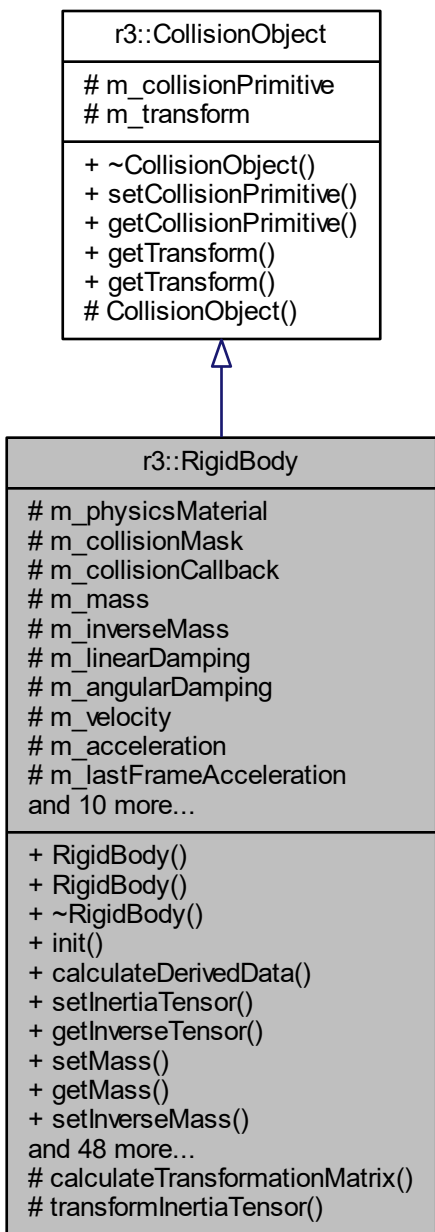 r3::CollisionObject
# m_collisionPrimitive
# m_transform
+ ~CollisionObject()
+ setCollisionPrimitive()
+ getCollisionPrimitive()
+ getTransform()
+ getTransform()
# CollisionObject()
r3::RigidBody
# m_physicsMaterial
# m_collisionMask
# m_collisionCallback
# m_mass
# m_inverseMass
# m_linearDamping
# m_angularDamping
# m_velocity
# m_acceleration
# m_lastFrameAcceleration
and 10 more...
+ RigidBody()
+ RigidBody()
+ ~RigidBody()
+ init()
+ calculateDerivedData()
+ setInertiaTensor()
+ getInverseTensor()
+ setMass()
+ getMass()
+ setInverseMass()
and 48 more...
# calculateTransformationMatrix()
# transformInertiaTensor()